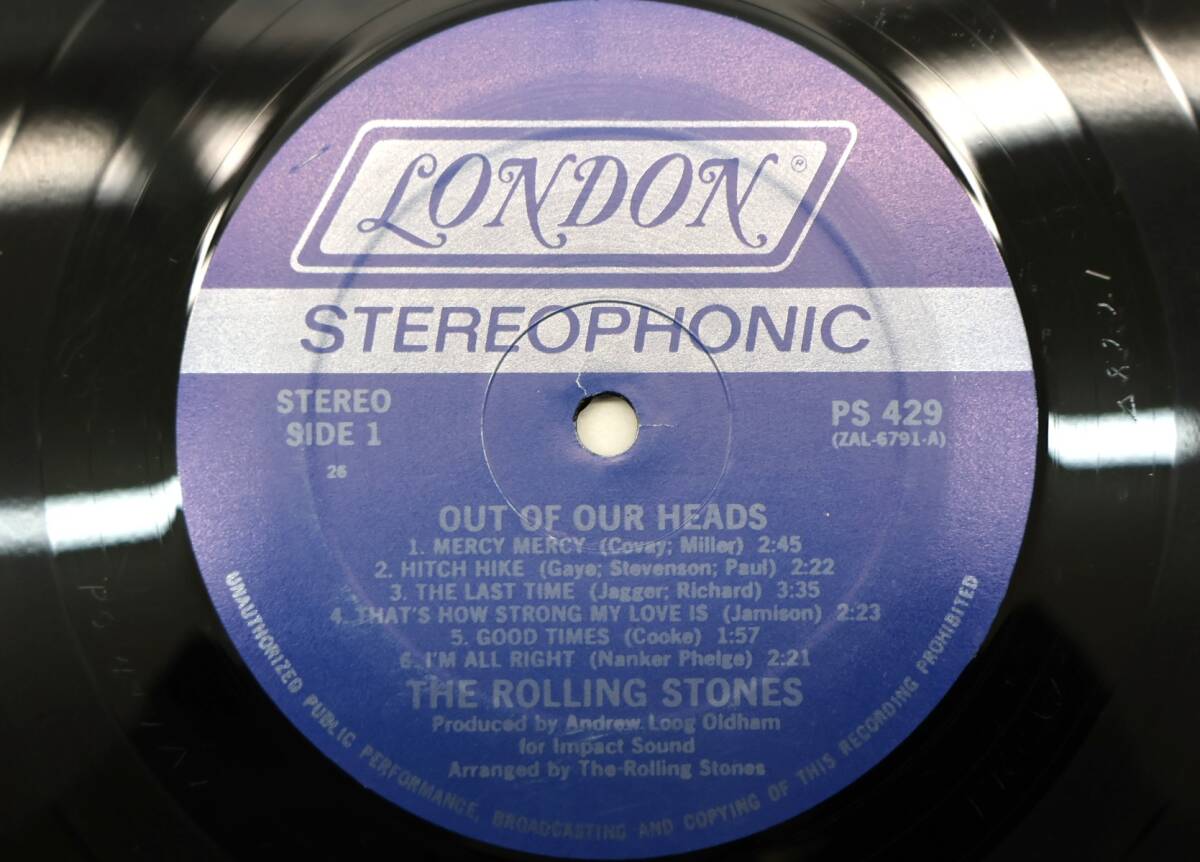 LONDON ®
STEREOPHONIC
STEREO
SIDE 1
26
PS 429
(ZAL-6791-A)
OUT OF OUR HEADS
1. MERCY MERCY (Covay; Miller) 2:45
2. HITCH HIKE (Gaye; Stevenson; Paul) 2:22
3. THE LAST TIME (Jagger; Richard) 3:35
4. THAT'S HOW STRONG MY LOVE IS (Jamison) 2:23
5. GOOD TIMES (Cooke) 1:57
6. I'M ALL RIGHT (Nanker Phelge) 2:21
THE ROLLING STONES
Produced by Andrew Loog Oldham
for Impact Sound
Arranged by The Rolling Stones
UNAUTHORIZED PUBLIC PERFORMANCE, BROADCASTING AND COPYING OF THIS RECORDING PROHIBITED